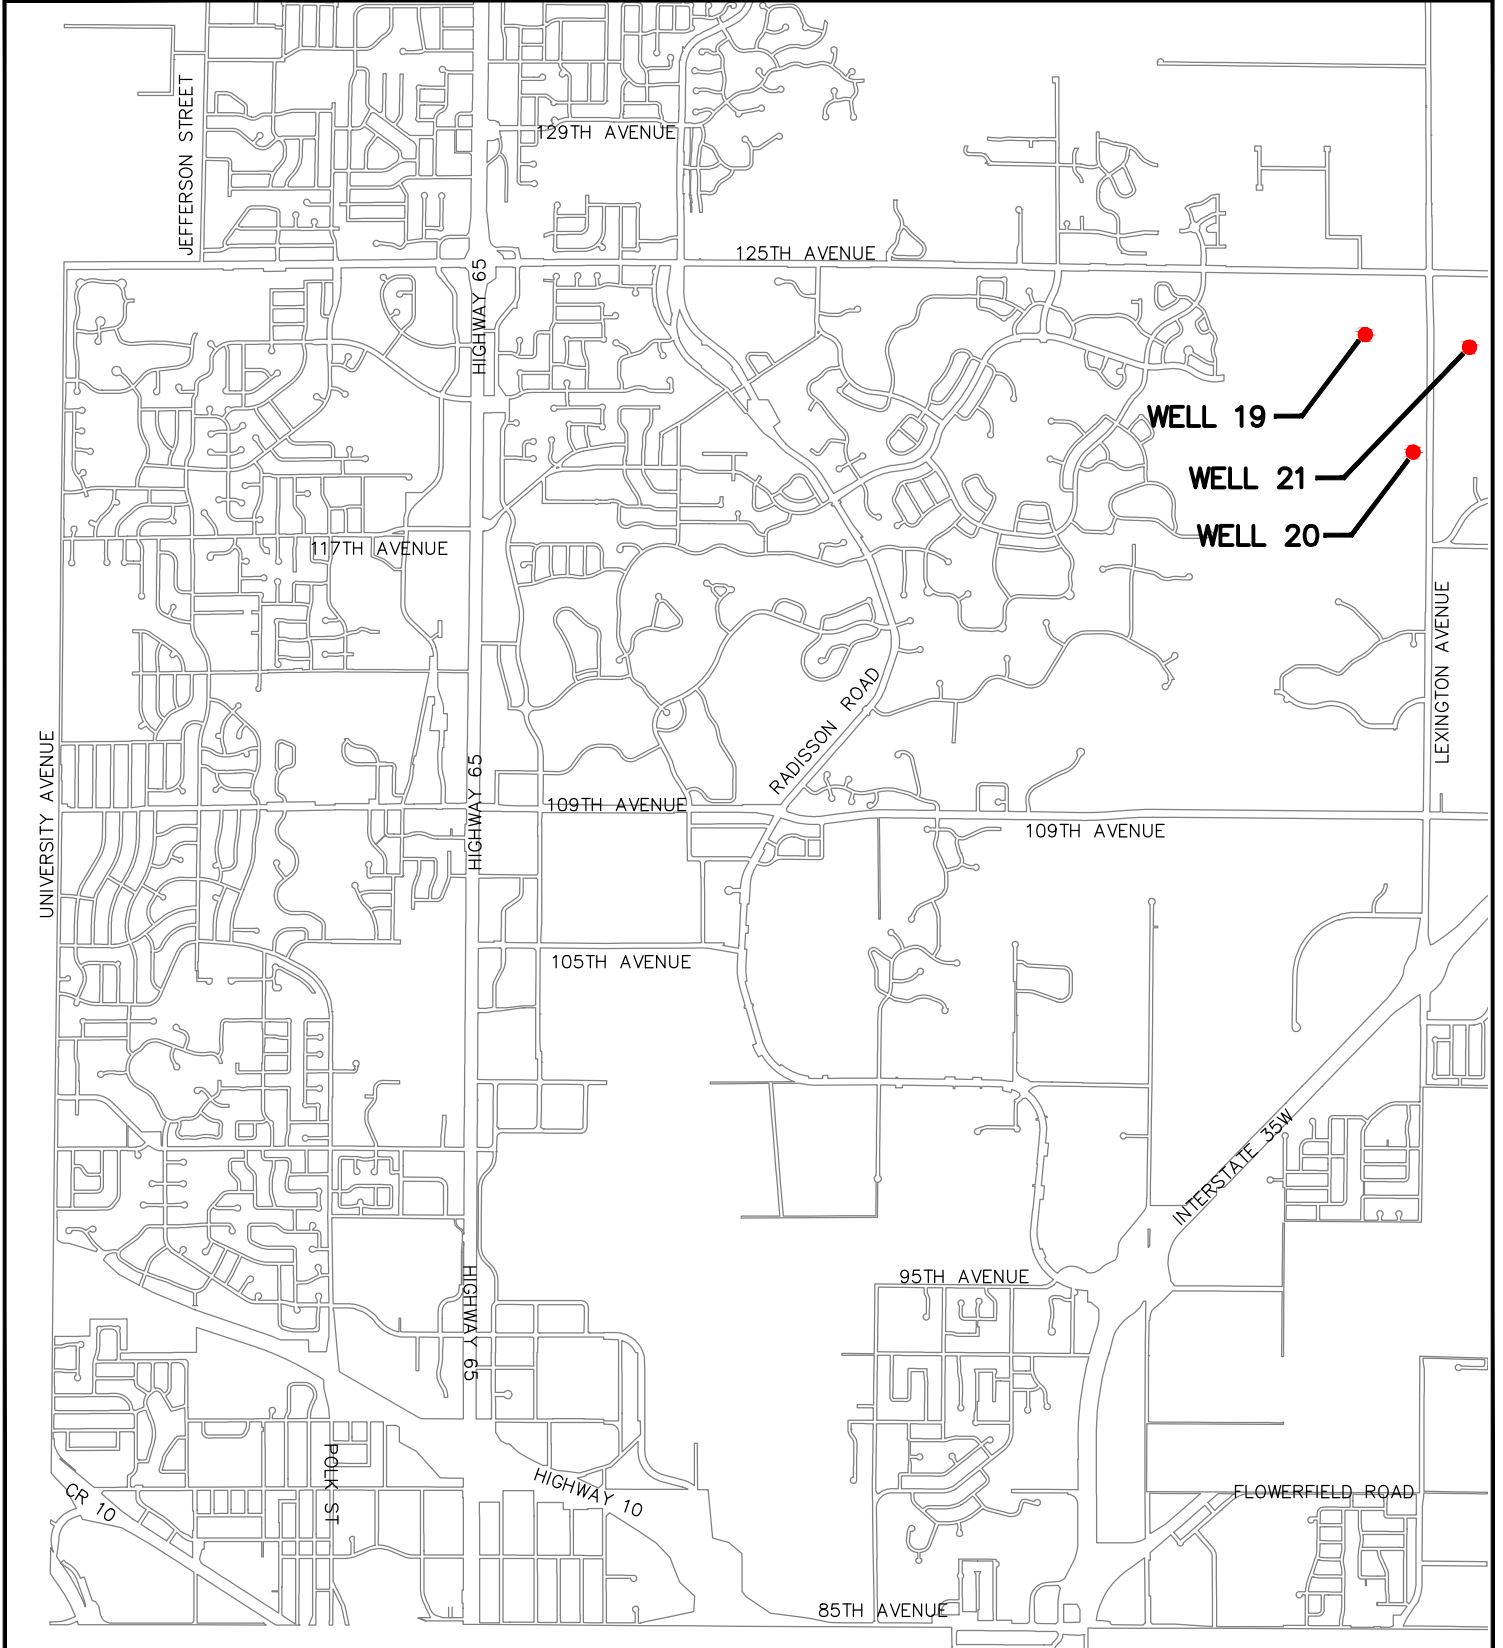 129TH AVENUE
JEFFERSON STREET
125TH AVENUE
HIGHWAY 65
WELL 19
WELL 21
WELL 20
117TH AVENUE
LEXINGTON AVENUE
RADISSON ROAD
UNIVERSITY AVENUE
HIGHWAY 65
109TH AVENUE
109TH AVENUE
105TH AVENUE
INTERSTATE 35W
95TH AVENUE
HIGHWAY 65
POLK ST
HIGHWAY 10
CR 10
FLOWERFIELD ROAD
85TH AVENUE